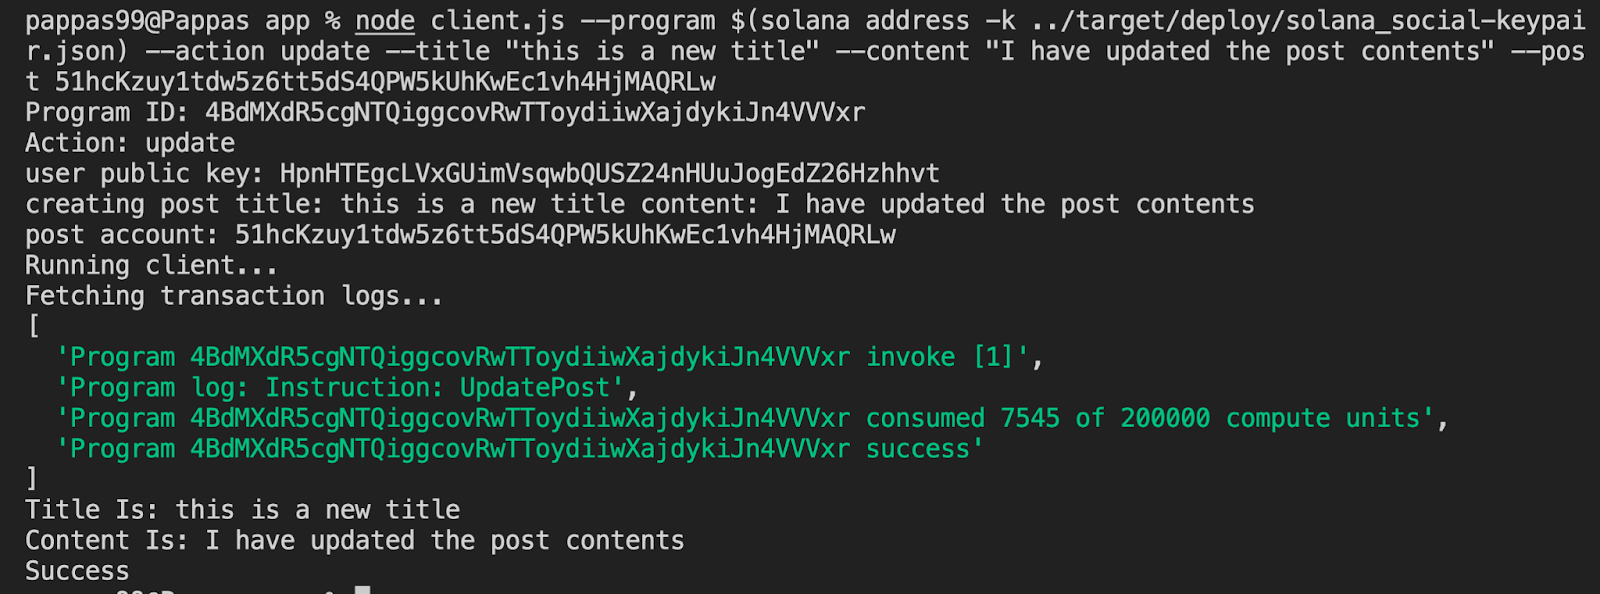 pappas99@Pappas app % node client.js --program $(solana address -k ../target/deploy/solana_social-keypai
r.json) --action update --title "this is a new title" --content "I have updated the post contents" --pos
t 51hcKzuy1tdw5z6tt5dS4QPW5kUhKwEc1vh4HjMAQRLw
Program ID: 4BdMXdR5cgNTQiggcovRwTToydiiwXajdykiJn4VVVxr
Action: update
user public key: HpnHTEgcLVxGUimVsqwbQUSZ24nHUuJogEdZ26Hzhhvt
creating post title: this is a new title content: I have updated the post contents
post account: 51hcKzuy1tdw5z6tt5dS4QPW5kUhKwEc1vh4HjMAQRLw
Running client...
Fetching transaction logs...
[
  'Program 4BdMXdR5cgNTQiggcovRwTToydiiwXajdykiJn4VVVxr invoke [1]',
  'Program log: Instruction: UpdatePost',
  'Program 4BdMXdR5cgNTQiggcovRwTToydiiwXajdykiJn4VVVxr consumed 7545 of 200000 compute units',
  'Program 4BdMXdR5cgNTQiggcovRwTToydiiwXajdykiJn4VVVxr success'
]
Title Is: this is a new title
Content Is: I have updated the post contents
Success